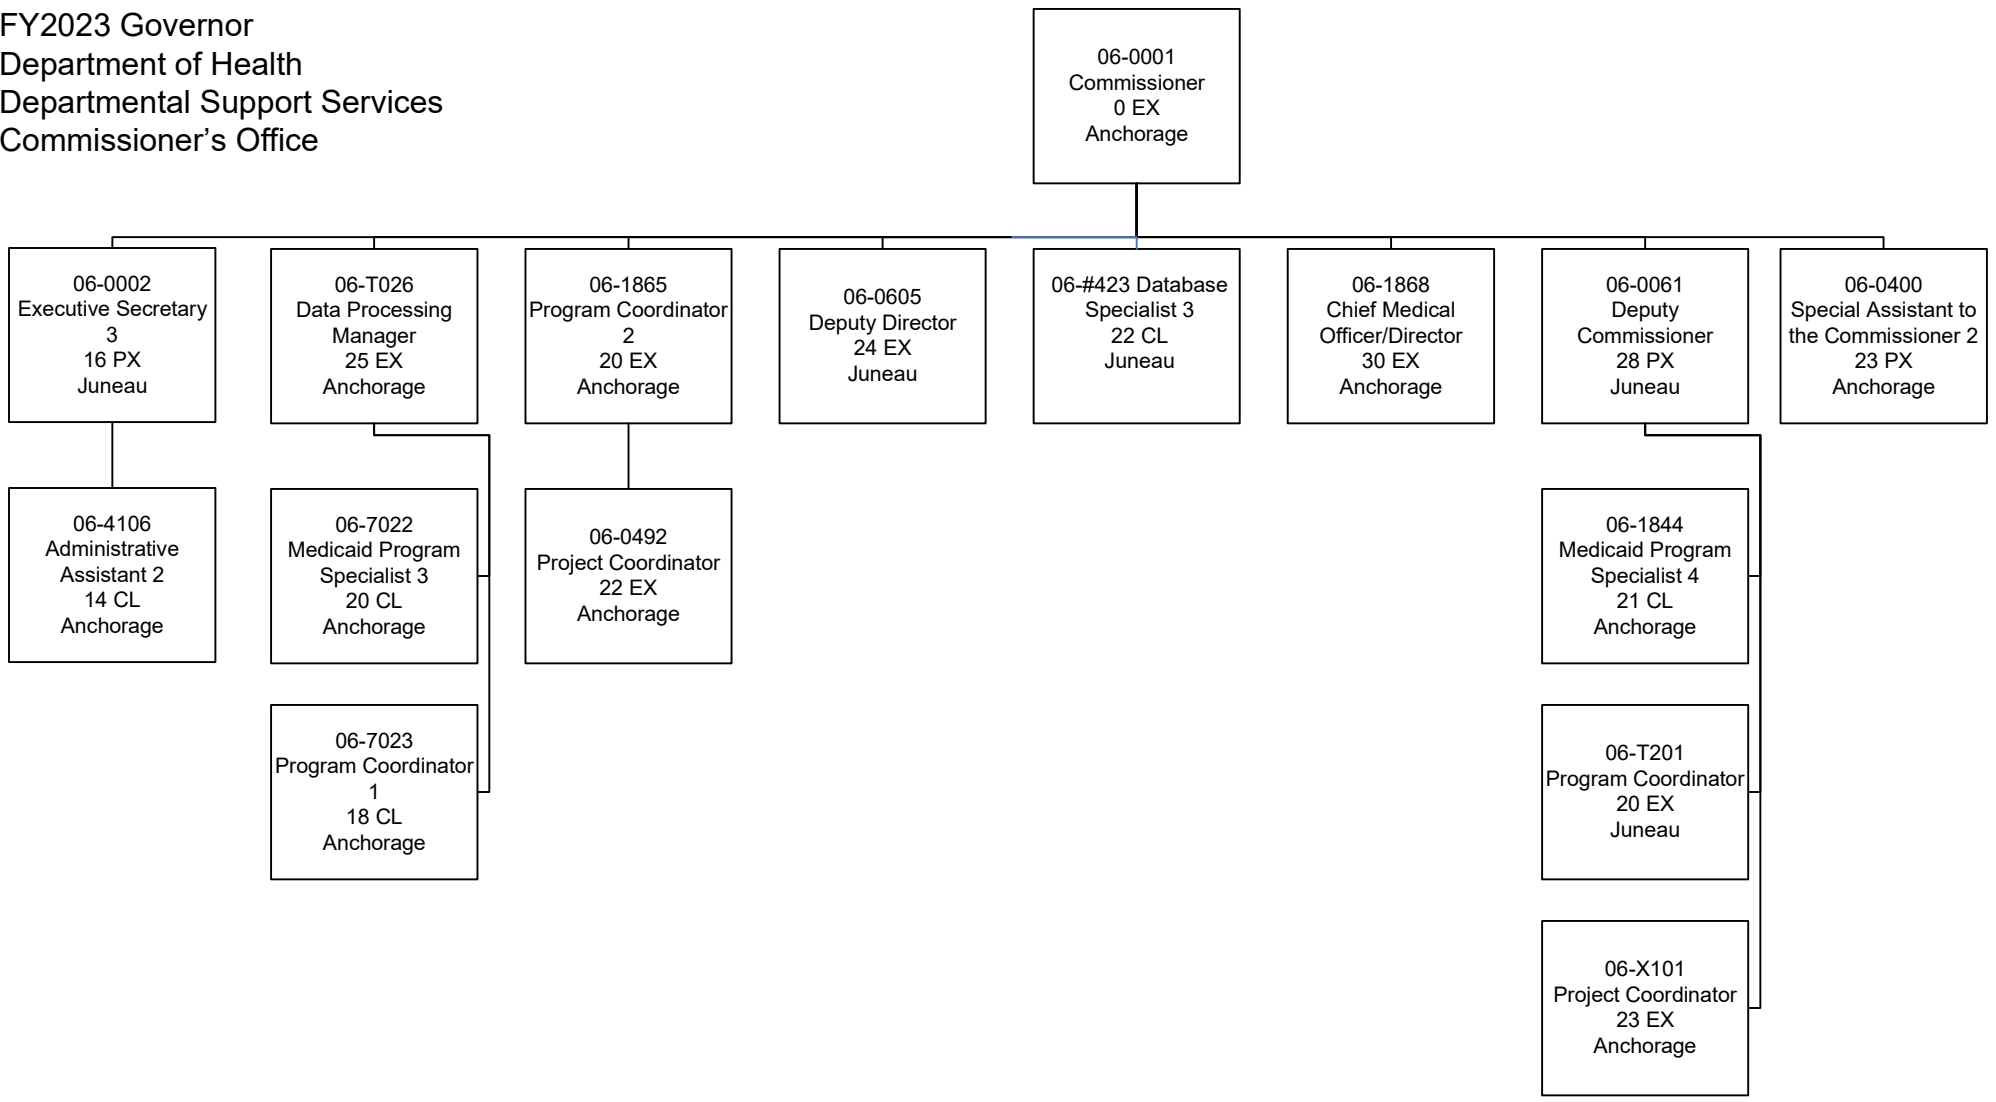 FY2023 Governor
Department of Health
Departmental Support Services
Commissioner’s Office
06-0001
Commissioner
0 EX
Anchorage
06-0002
Executive Secretary
3
16 PX
Juneau
06-T026
Data Processing
Manager
25 EX
Anchorage
06-1865
Program Coordinator
2
20 EX
Anchorage
06-0605
Deputy Director
24 EX
Juneau
06-#423 Database
Specialist 3
22 CL
Juneau
06-1868
Chief Medical
Officer/Director
30 EX
Anchorage
06-0061
Deputy
Commissioner
28 PX
Juneau
06-0400
Special Assistant to
the Commissioner 2
23 PX
Anchorage
06-4106
Administrative
Assistant 2
14 CL
Anchorage
06-7022
Medicaid Program
Specialist 3
20 CL
Anchorage
06-0492
Project Coordinator
22 EX
Anchorage
06-1844
Medicaid Program
Specialist 4
21 CL
Anchorage
06-7023
Program Coordinator
1
18 CL
Anchorage
06-T201
Program Coordinator
20 EX
Juneau
06-X101
Project Coordinator
23 EX
Anchorage